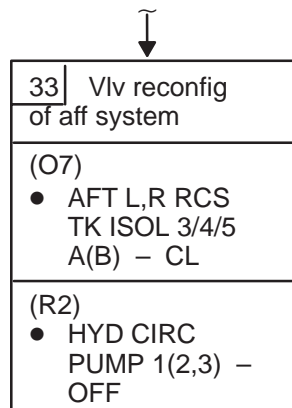 33 Vlv reconfig
of aff system
(O7)
● AFT L,R RCS
TK ISOL 3/4/5
A(B) – CL
(R2)
● HYD CIRC
PUMP 1(2,3) –
OFF